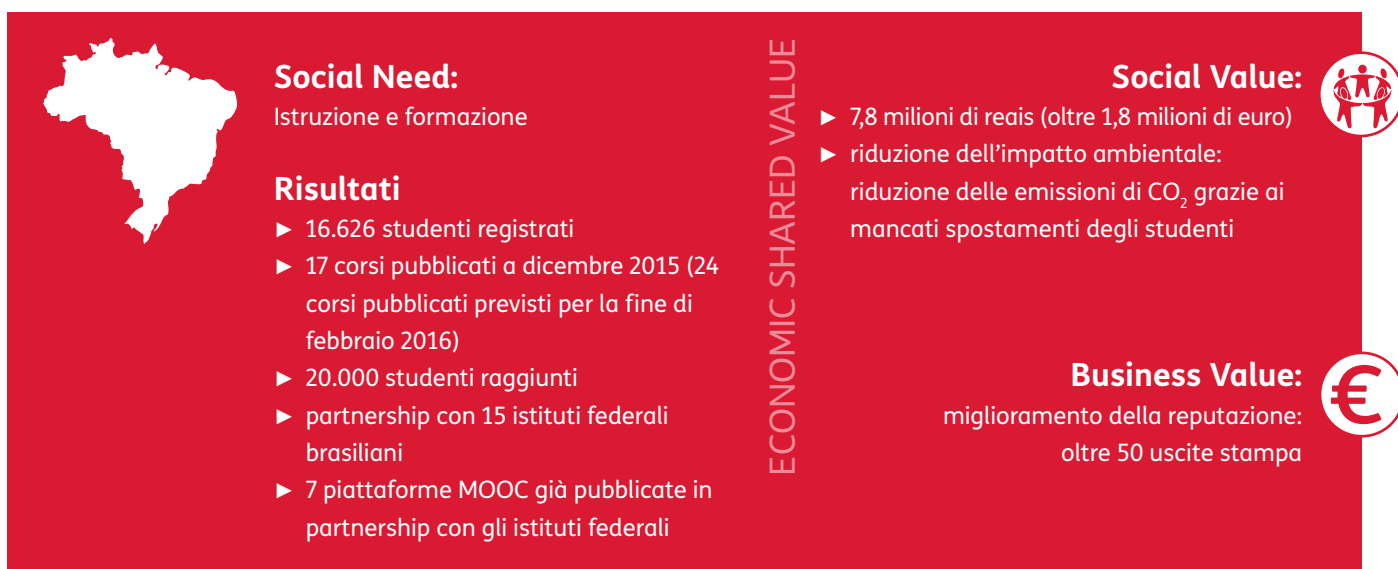 Social Need:
Istruzione e formazione
Risultati
► 16.626 studenti registrati
► 17 corsi pubblicati a dicembre 2015 (24
corsi pubblicati previsti per la fine di
febbraio 2016)
► 20.000 studenti raggiunti
► partnership con 15 istituti federali
brasiliani
► 7 piattaforme MOOC già pubblicate in
partnership con gli istituti federali
ECONOMIC SHARED VALUE
Social Value:
► 7,8 milioni di reais (oltre 1,8 milioni di euro)
► riduzione dell’impatto ambientale:
riduzione delle emissioni di CO₂ grazie ai
mancati spostamenti degli studenti
Business Value:
miglioramento della reputazione:
oltre 50 uscite stampa
€